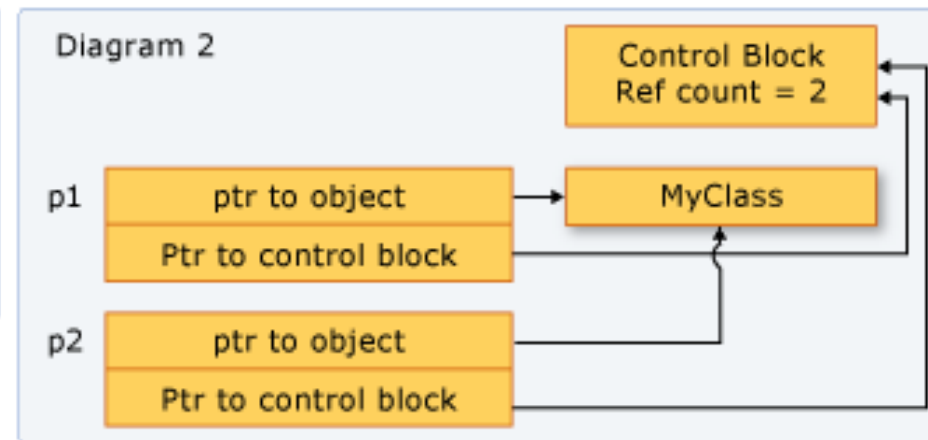 Diagram 2
Control Block
Ref count = 2
p1
ptr to object
MyClass
Ptr to control block
p2
ptr to object
Ptr to control block